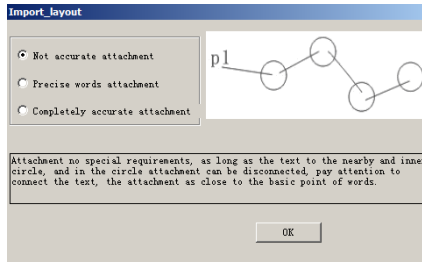 Import_layout
Not accurate attachment
Precise words attachment
Completely accurate attachment
p1
Attachment no special requirements, as long as the text to the nearby and inne
circle, and in the circle attachment can be disconnected, pay attention to
connect the text, the attachment as close to the basic point of words.
OK